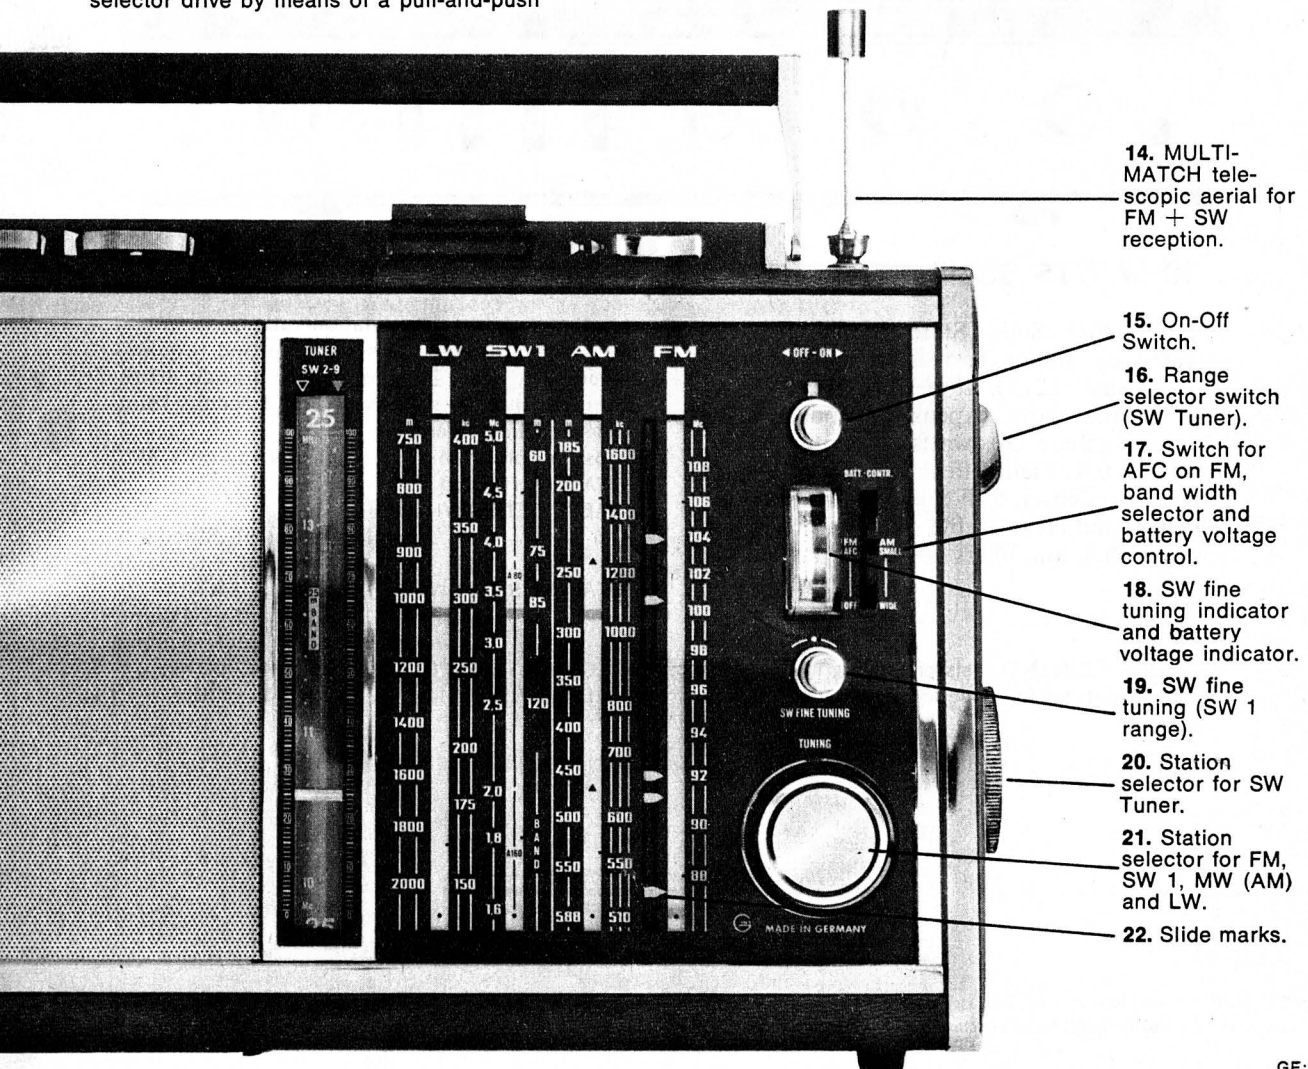 selector drive by means of a pull-and-push
14. MULTI-
MATCH tele-
scopic aerial for
FM + SW
reception.
15. On-Off
Switch.
16. Range
selector switch
(SW Tuner).
17. Switch for
AFC on FM,
band width
selector and
battery voltage
control.
18. SW fine
tuning indicator
and battery
voltage indicator.
19. SW fine
tuning (SW 1
range).
20. Station
selector for SW
Tuner.
21. Station
selector for FM,
SW 1, MW (AM)
and LW.
22. Slide marks.
TUNER
SW 2-9
25
13
25m BAND
11
10
Mc
LW
m
750
800
900
1000
1200
1400
1600
1800
2000
kc
400
350
300
250
200
175
150
SW1
Mc
5.0
4.5
4.0
3.5
3.0
2.5
2.0
1.8
1.6
A80
A160
m
60
75
85
120
BAND
AM
m
185
200
250
300
350
400
450
500
550
588
kc
1600
1400
1200
1000
800
700
600
550
510
FM
Mc
108
106
104
102
100
98
96
94
92
90
88
◄ OFF - ON ►
BATT.-CONTR.
FM AM
AFC SMALL
OFF WIDE
SW FINE TUNING
TUNING
MADE IN GERMANY